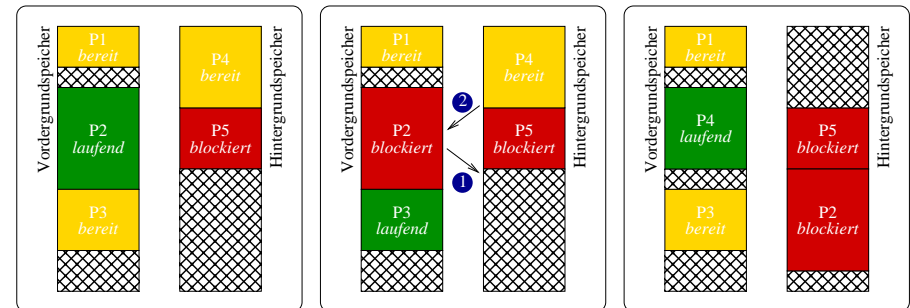 Vordergrundspeicher
P1
bereit
P2
laufend
P3
bereit
P4
bereit
P5
blockiert
Hintergrundspeicher
Vordergrundspeicher
P1
bereit
P2
blockiert
P3
laufend
2
1
P4
bereit
P5
blockiert
Hintergrundspeicher
Vordergrundspeicher
P1
bereit
P4
laufend
P3
bereit
P5
blockiert
P2
blockiert
Hintergrundspeicher